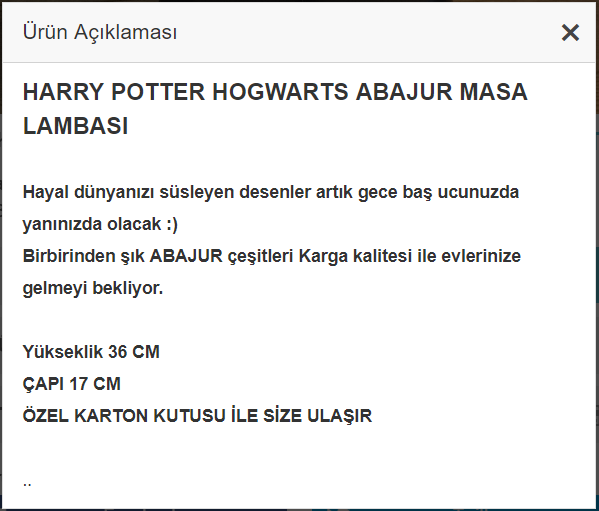 Ürün Açıklaması
HARRY POTTER HOGWARTS ABAJUR MASA
LAMBASI
Hayal dünyanızı süsleyen desenler artık gece baş ucunuzda
yanınızda olacak :)
Birbirinden şık ABAJUR çeşitleri Karga kalitesi ile evlerinize
gelmeyi bekliyor.
Yükseklik 36 CM
ÇAPI 17 CM
ÖZEL KARTON KUTUSU İLE SİZE ULAŞIR
..